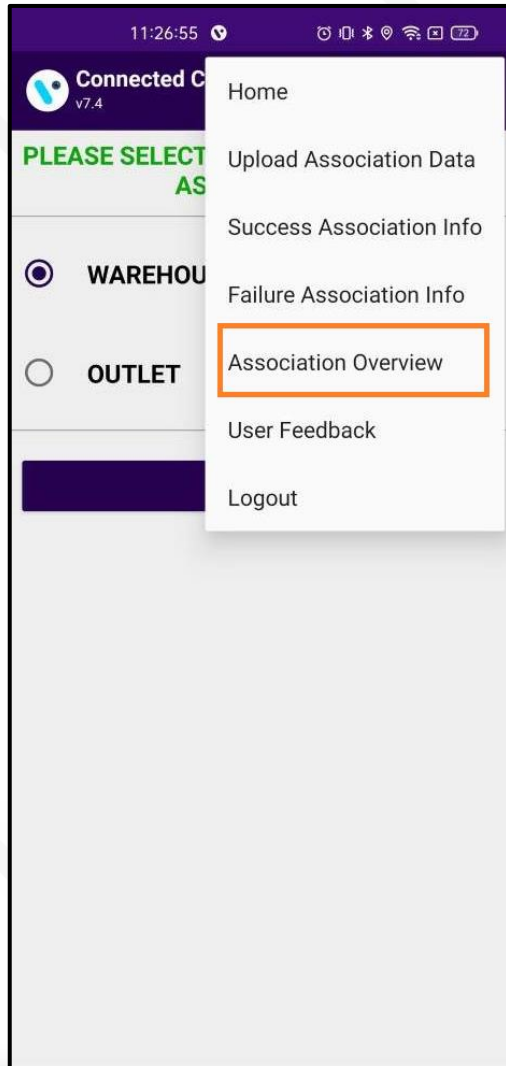 11:26:55 72
Connected C
v7.4
PLEASE SELECT
AS
WAREHOU
OUTLET
Home
Upload Association Data
Success Association Info
Failure Association Info
Association Overview
User Feedback
Logout